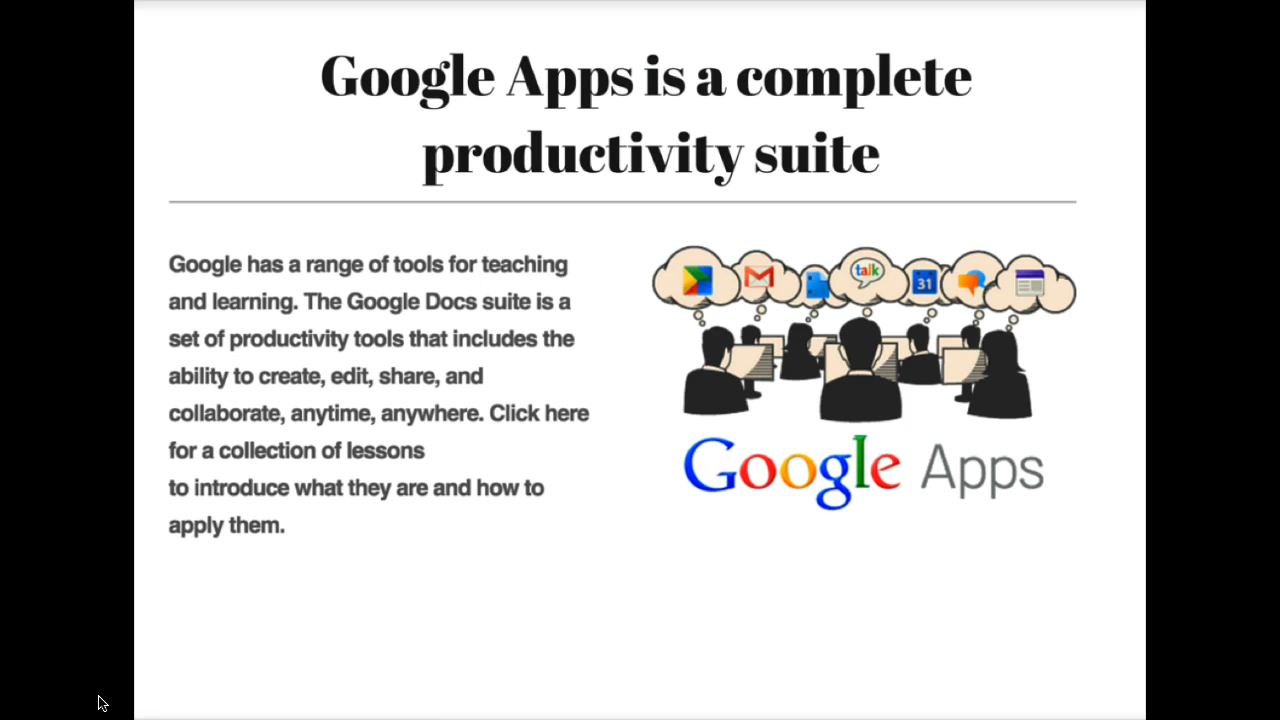 Google Apps is a complete
productivity suite
Google has a range of tools for teaching
and learning. The Google Docs suite is a
set of productivity tools that includes the
ability to create, edit, share, and
collaborate, anytime, anywhere. Click here
for a collection of lessons
to introduce what they are and how to
apply them.
talk
31
Google Apps